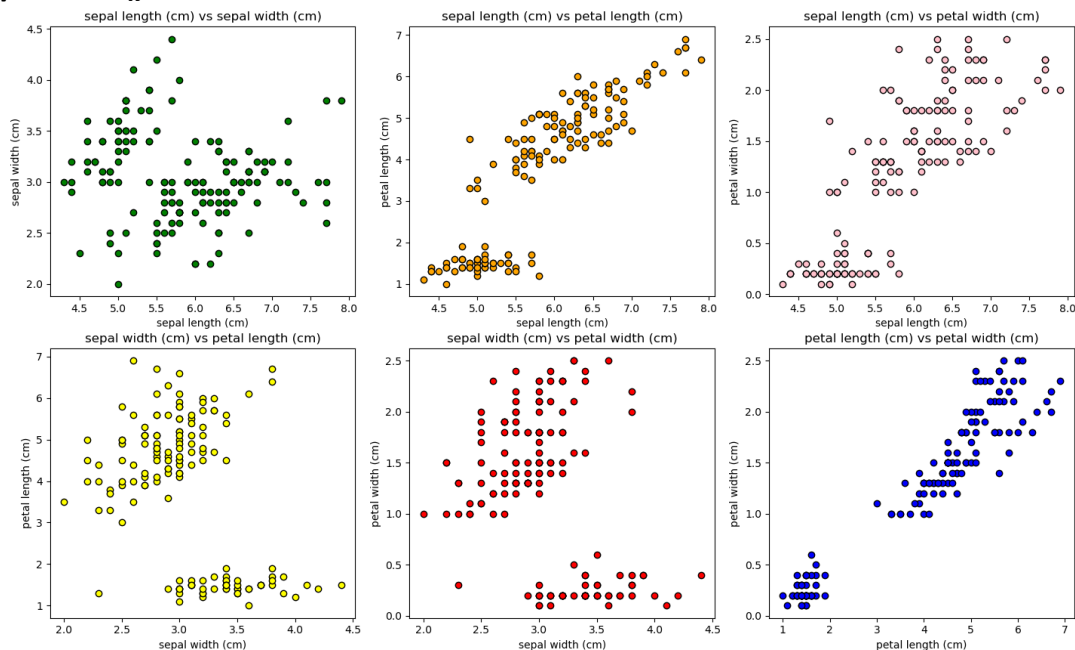 sepal length (cm) vs sepal width (cm)
sepal width (cm)
4.5
4.0
3.5
3.0
2.5
2.0
4.5 5.0 5.5 6.0 6.5 7.0 7.5 8.0
sepal length (cm)
sepal length (cm) vs petal length (cm)
petal length (cm)
7
6
5
4
3
2
1
4.5 5.0 5.5 6.0 6.5 7.0 7.5 8.0
sepal length (cm)
sepal length (cm) vs petal width (cm)
petal width (cm)
2.5
2.0
1.5
1.0
0.5
0.0
4.5 5.0 5.5 6.0 6.5 7.0 7.5 8.0
sepal length (cm)
sepal width (cm) vs petal length (cm)
petal length (cm)
7
6
5
4
3
2
1
2.0 2.5 3.0 3.5 4.0 4.5
sepal width (cm)
sepal width (cm) vs petal width (cm)
petal width (cm)
2.5
2.0
1.5
1.0
0.5
0.0
2.0 2.5 3.0 3.5 4.0 4.5
sepal width (cm)
petal length (cm) vs petal width (cm)
petal width (cm)
2.5
2.0
1.5
1.0
0.5
0.0
1 2 3 4 5 6 7
petal length (cm)